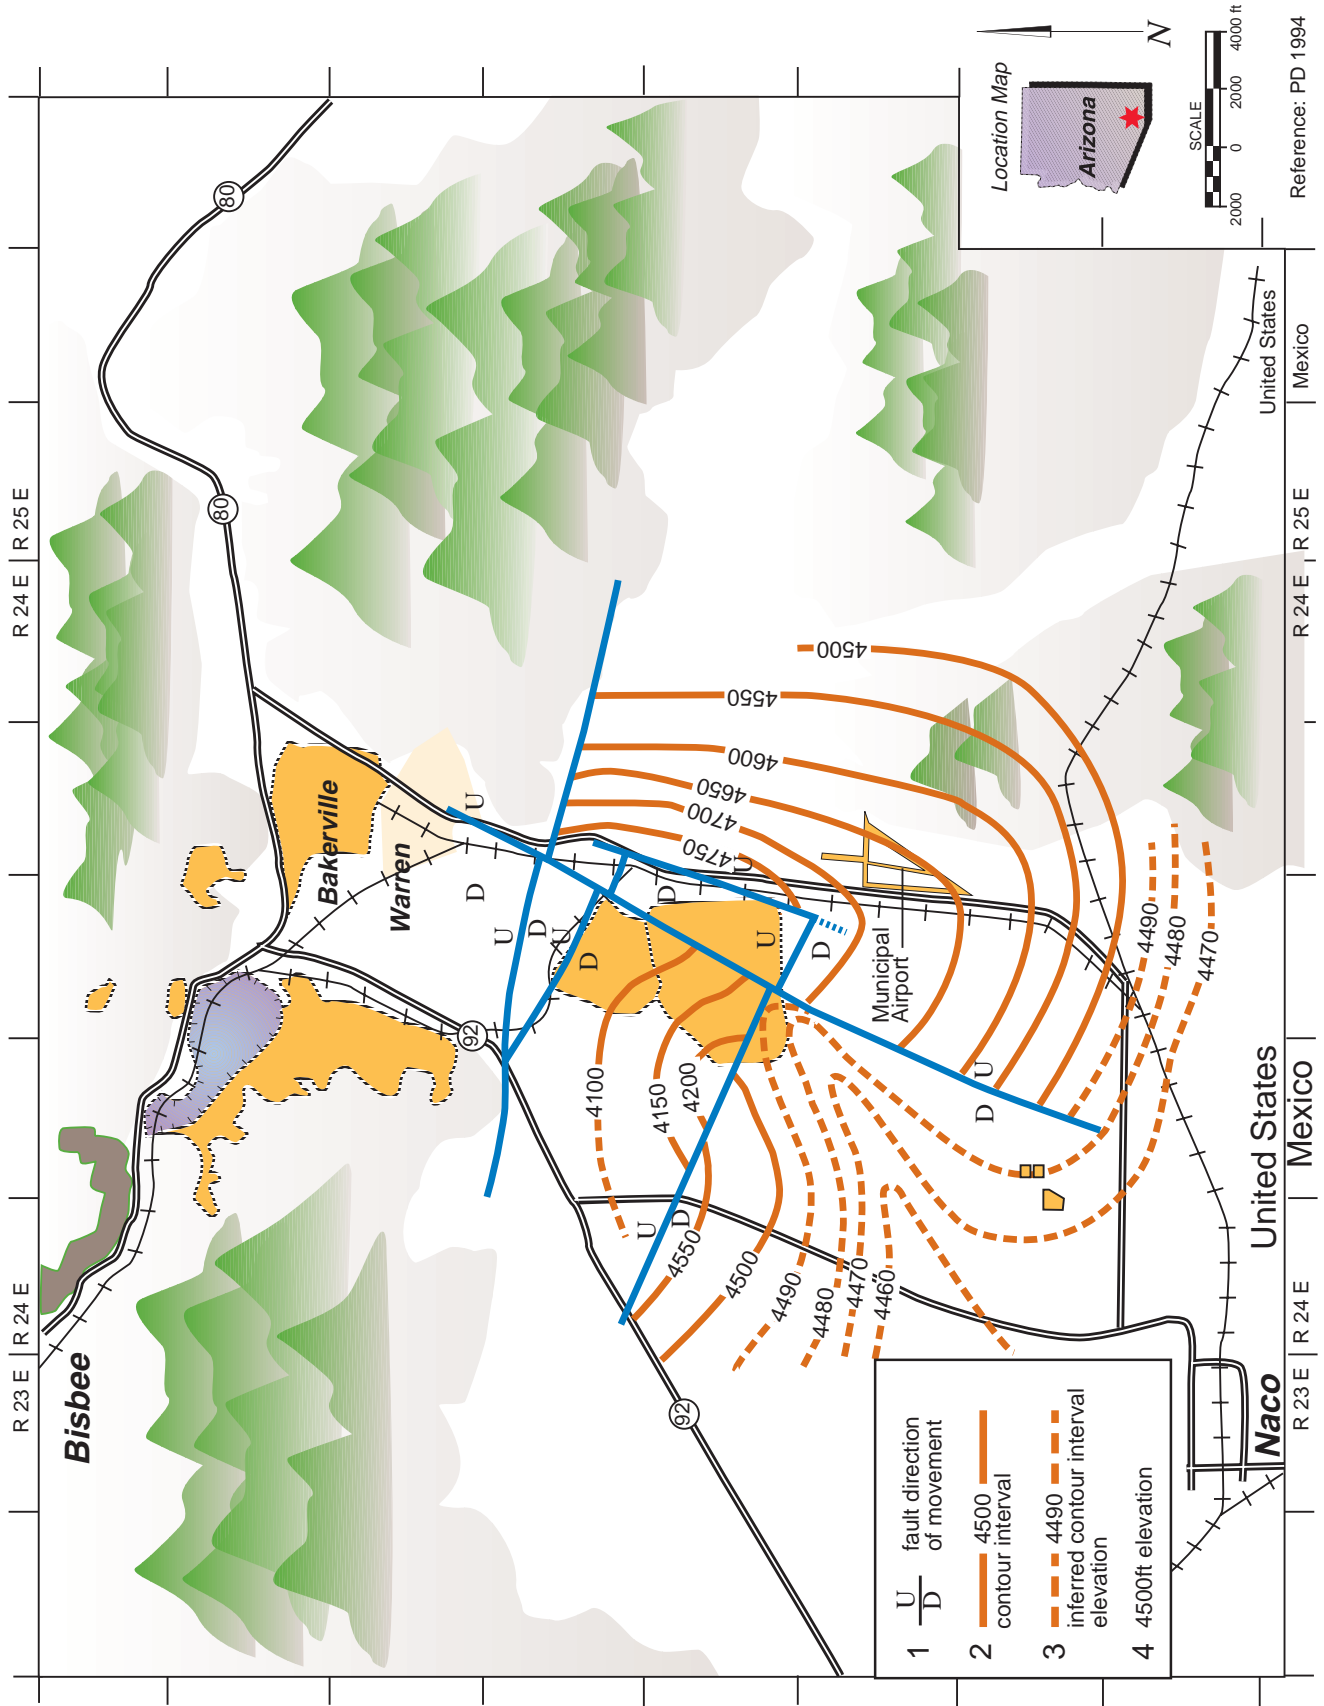 R 23 E
R 24 E
R 24 E
R 25 E
Bisbee
Bakerville
Warren
80
80
92
92
U
D
U
D
U
D
U
D
D
U
U
D
U
D
U
D
4100
4150
4200
4550
4500
4490
4480
4470
4460
4750
4700
4650
4600
4550
4500
4490
4480
4470
Municipal
Airport
United States
Mexico
United States
Mexico
Naco
R 23 E
R 24 E
R 24 E
R 25 E
1 U D fault direction
of movement
2 4500
contour interval
3 4490
inferred contour interval
elevation
4 4500ft elevation
Location Map
Arizona
N
SCALE
2000 0 2000 4000 ft
Reference: PD 1994